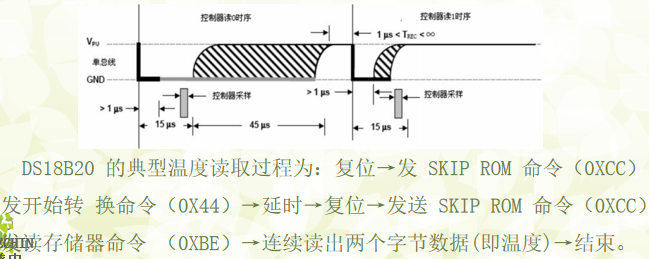 控制器读0时序
控制器读1时序
VPU
1 μs < TREC < ∞
单总线
GND
控制器采样
控制器采样
> 1 μs
> 1 μs
15 μs
45 μs
15 μs
DS18B20 的典型温度读取过程为:复位→发 SKIP ROM 命令(0XCC)
发开始转 换命令(0X44)→延时→复位→发送 SKIP ROM 命令(0XCC)
发读存储器命令 (0XBE)→连续读出两个字节数据(即温度)→结束。